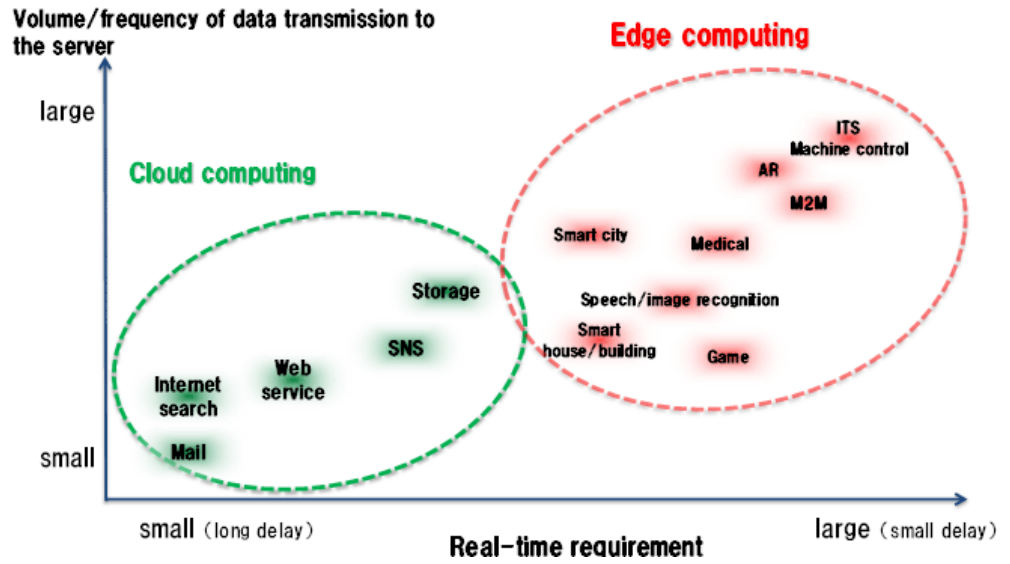 Volume/frequency of data transmission to
the server
Edge computing
large
ITS
Machine control
Cloud computing
AR
M2M
Smart city
Medical
Storage
Speech/image recognition
Smart
house/building
SNS
Game
Web
service
Internet
search
Mail
small
small (long delay)
large (small delay)
Real-time requirement